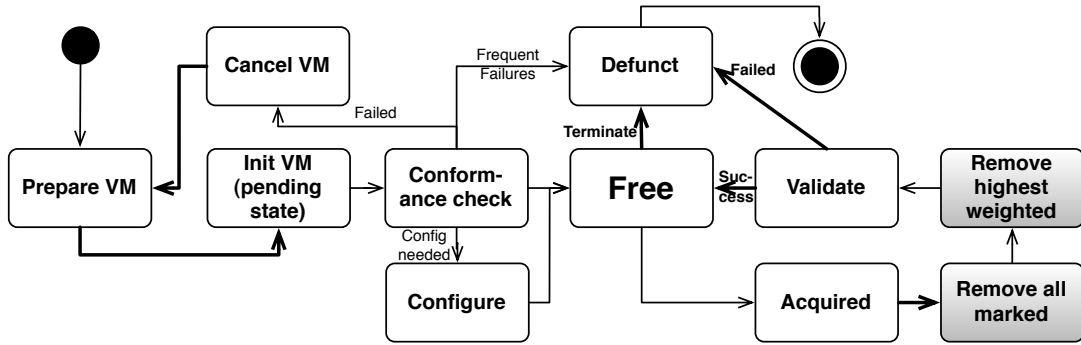 Cancel VM
Frequent
Failures
Defunct
Failed
Failed
Terminate
Prepare VM
Init VM
(pending
state)
Conform-
ance check
Free
Suc-
cess
Validate
Remove
highest
weighted
Config
needed
Configure
Acquired
Remove all
marked